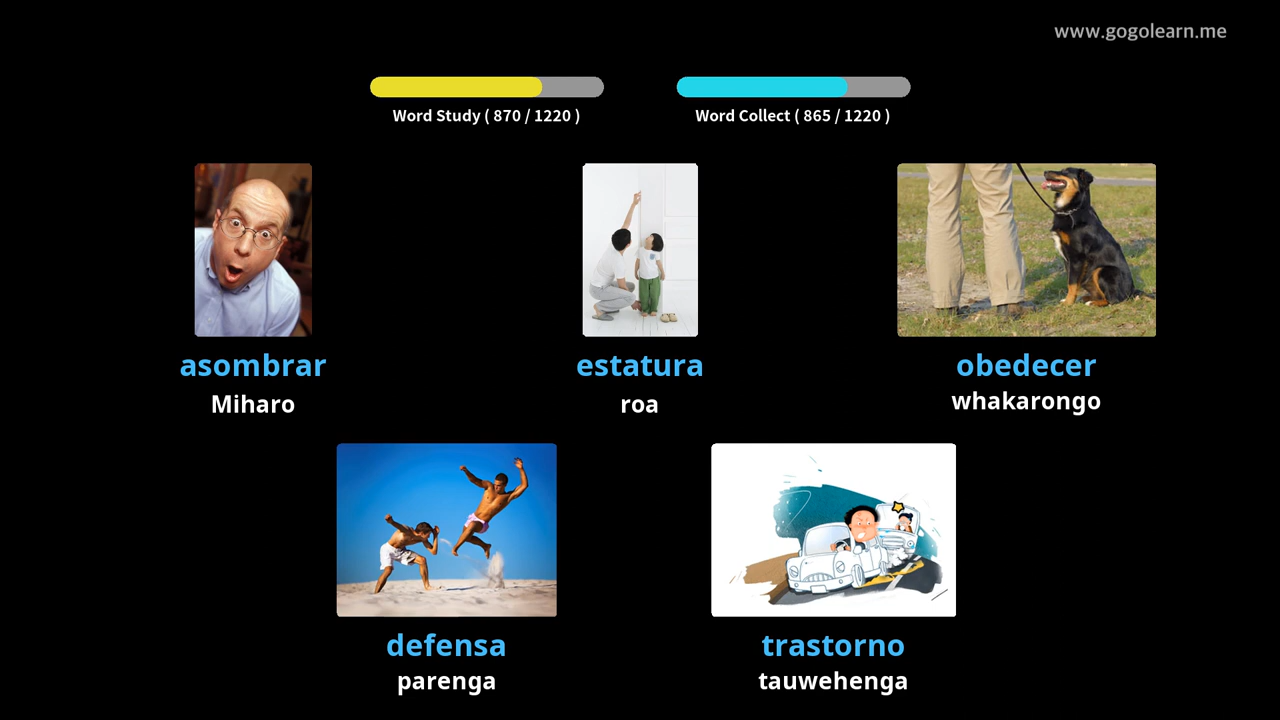 www.gogolearn.me
Word Study ( 870 / 1220 )
Word Collect ( 865 / 1220 )
asombrar
Miharo
estatura
roa
obedecer
whakarongo
defensa
parenga
trastorno
tauwehenga